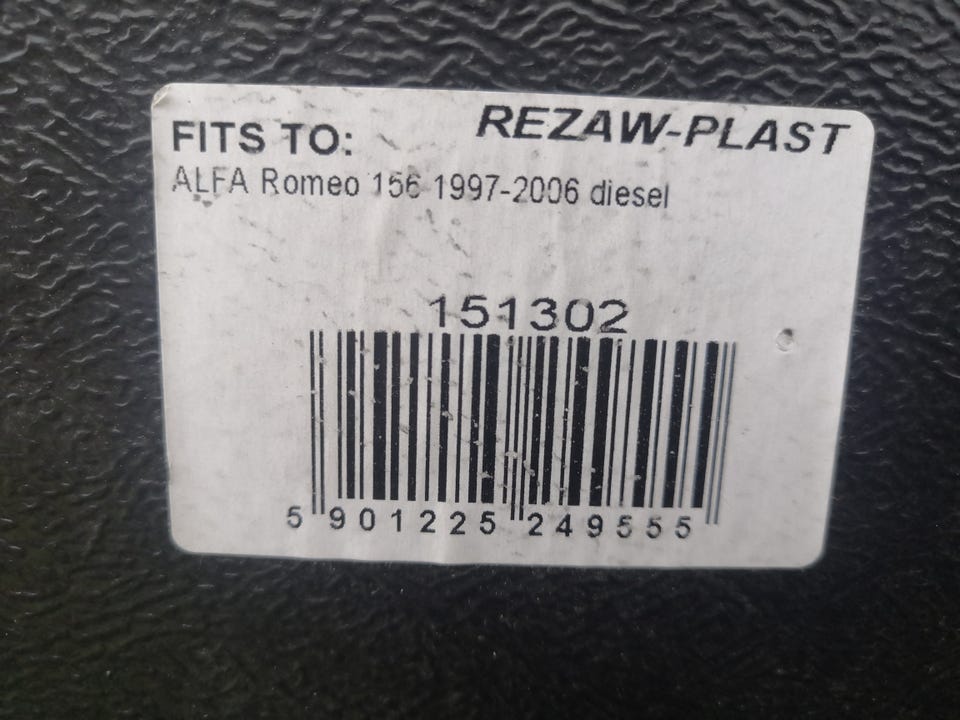 REZAW-PLAST
FITS TO:
ALFA Romeo 156 1997-2006 diesel
151302
5 901225 249555